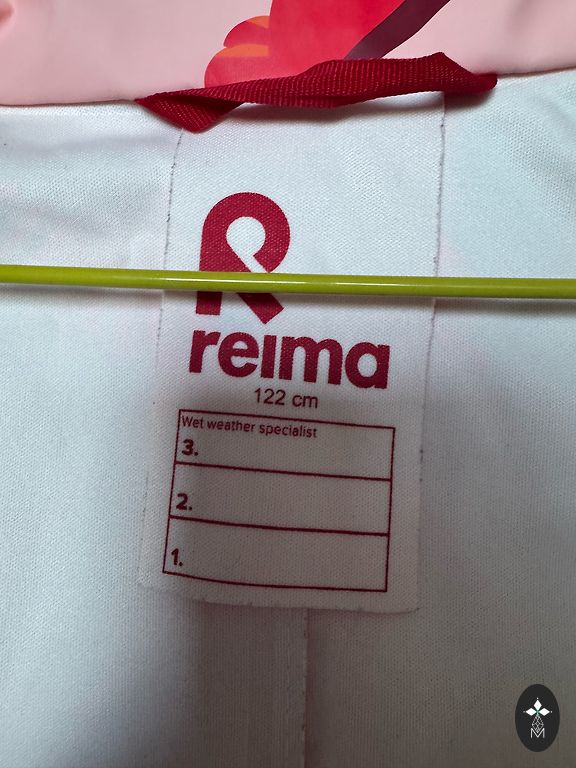 reima
122 cm
Wet weather specialist
3.
2.
1.
M